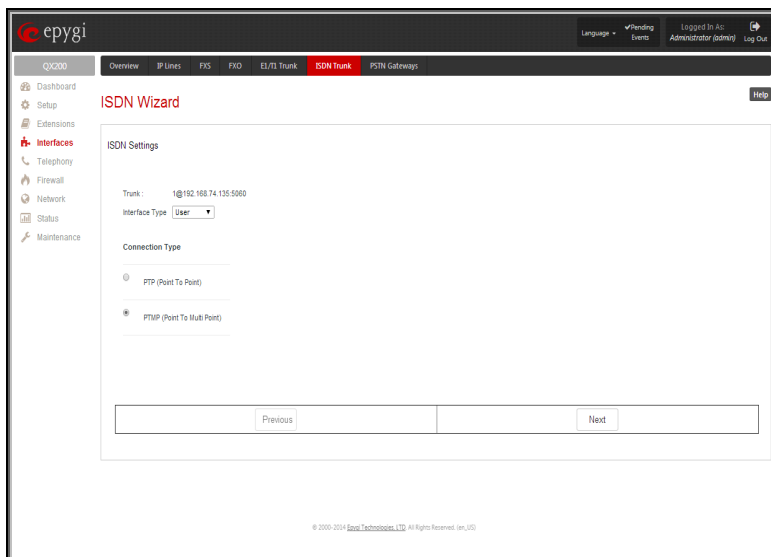 epygi
Language
Pending Events
Logged In As:
Administrator (admin)
Log Out
QX200
Overview IP Lines FXS FXO E1/T1 Trunk ISDN Trunk PSTN Gateways
Dashboard
Setup
Extensions
Interfaces
Telephony
Firewall
Network
Status
Maintenance
ISDN Wizard
Help
ISDN Settings
Trunk : 1@192.168.74.135:5060
Interface Type User
Connection Type
PTP (Point To Point)
PTMP (Point To Multi Point)
Previous Next
© 2000-2014 Epygi Technologies, LTD. All Rights Reserved. (en_US)